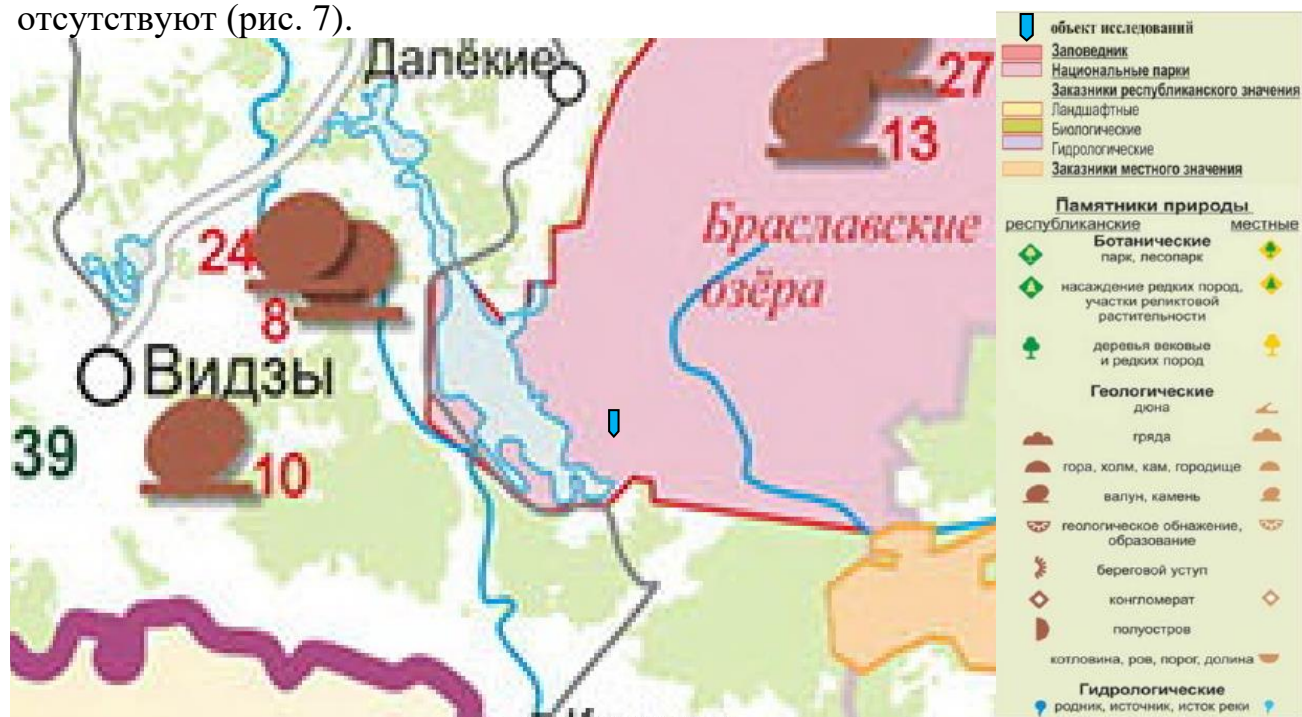 отсутствуют (рис. 7).
Далёкие
27
13
Браславские
озёра
24
8
Видзы
39
10
объект исследований
Заповедник
Национальные парки
Заказники республиканского значения
Ландшафтные
Биологические
Гидрологические
Заказники местного значения
Памятники природы
республиканские местные
Ботанические
парк, лесопарк
насаждение редких пород,
участки реликтовой
растительности
деревья вековые
и редких пород
Геологические
дюна
гряда
гора, холм, кам, городище
валун, камень
геологическое обнажение,
образование
береговой уступ
конгломерат
полуостров
котловина, ров, порог, долина
Гидрологические
родник, источник, исток реки